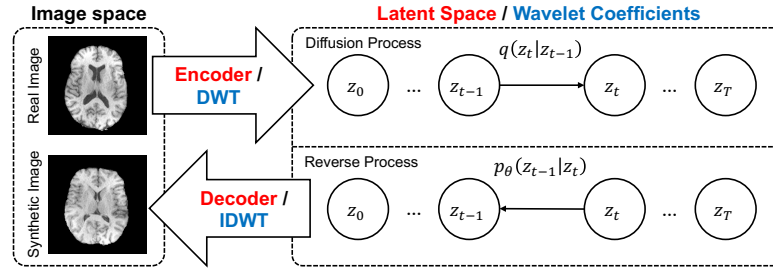 Image space
Latent Space / Wavelet Coefficients
Real Image
Encoder /
DWT
Diffusion Process
q(z_t|z_{t-1})
z_0 ... z_{t-1} z_t ... z_T
Synthetic Image
Decoder /
IDWT
Reverse Process
p_θ(z_{t-1}|z_t)
z_0 ... z_{t-1} z_t ... z_T